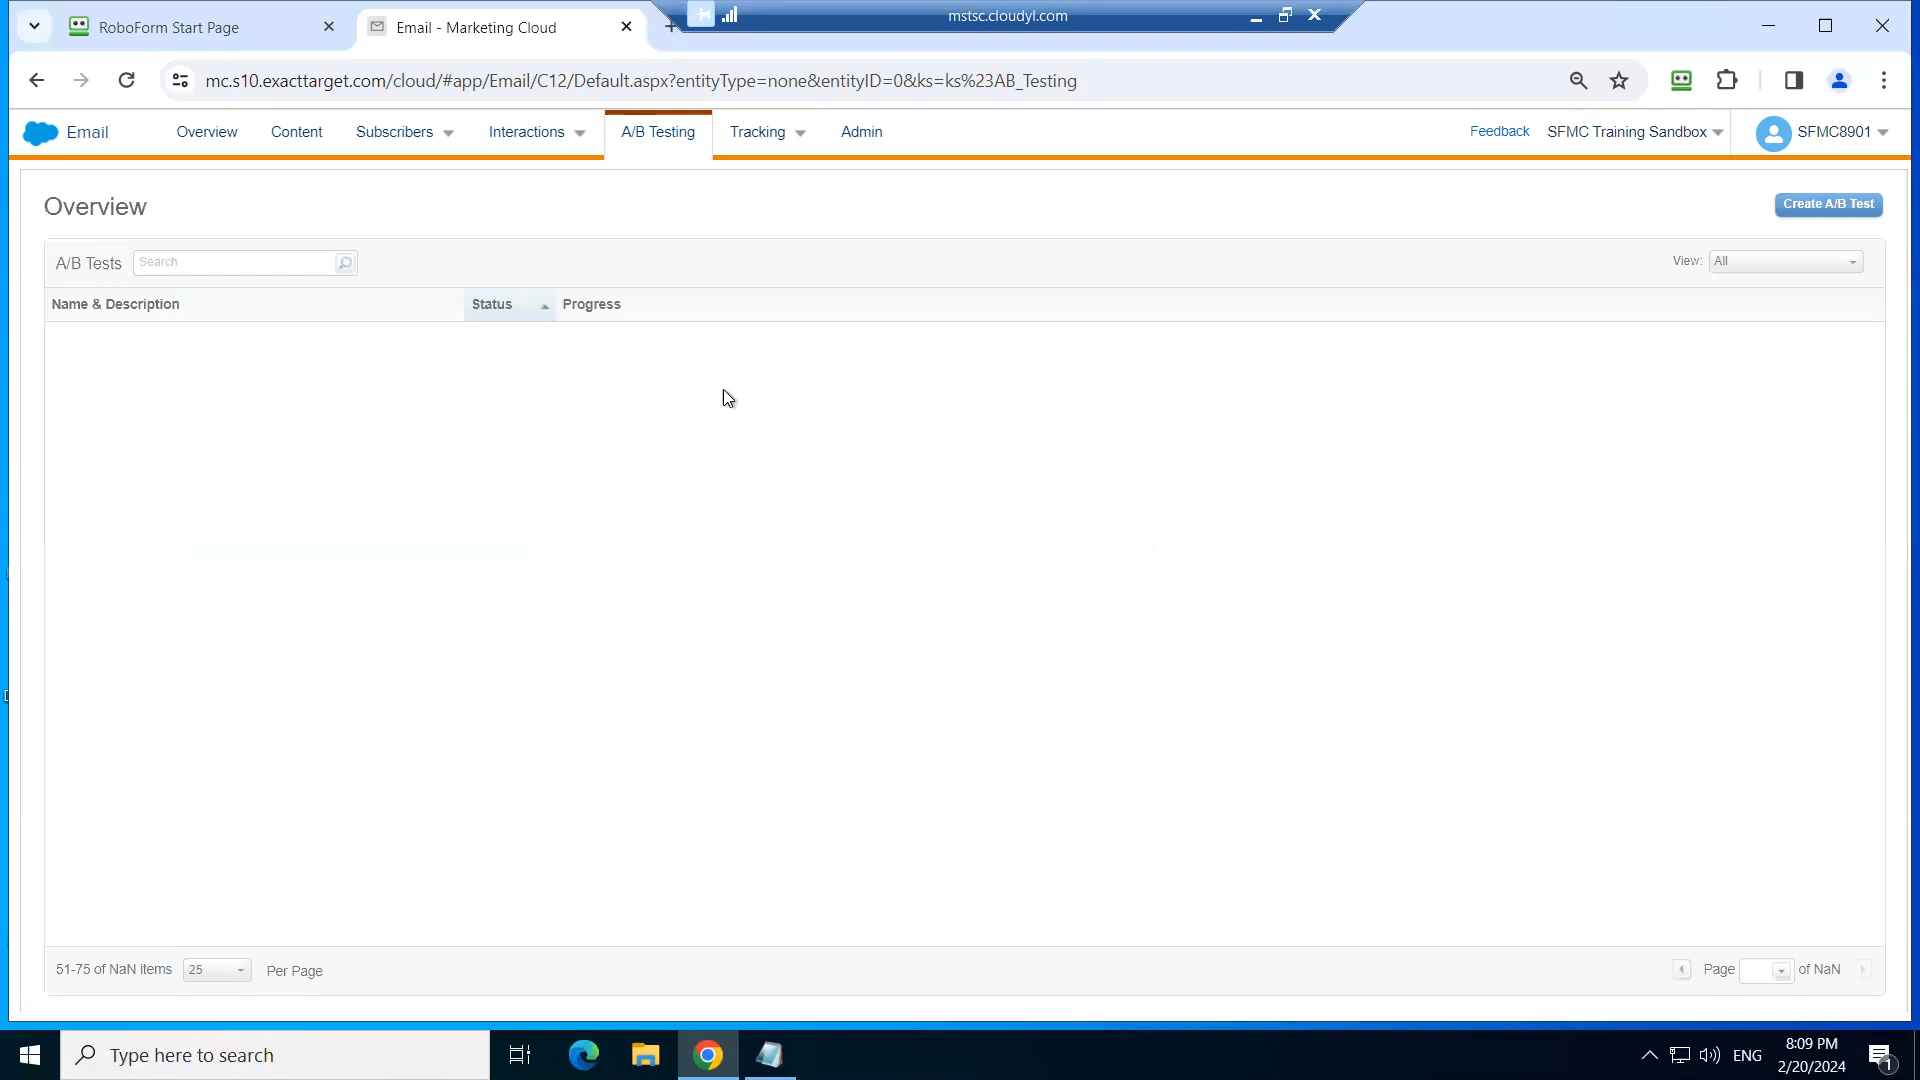 RoboForm Start Page
Email - Marketing Cloud
mstsc.cloudyl.com
mc.s10.exacttarget.com/cloud/#app/Email/C12/Default.aspx?entityType=none&entityID=0&ks=ks%23AB_Testing
Email
Overview
Content
Subscribers
Interactions
A/B Testing
Tracking
Admin
Feedback
SFMC Training Sandbox
SFMC8901
Overview
Create A/B Test
A/B Tests
Search
View:
All
Name & Description
Status
Progress
51-75 of NaN items
25
Per Page
Page
of NaN
Type here to search
ENG
8:09 PM
2/20/2024
1